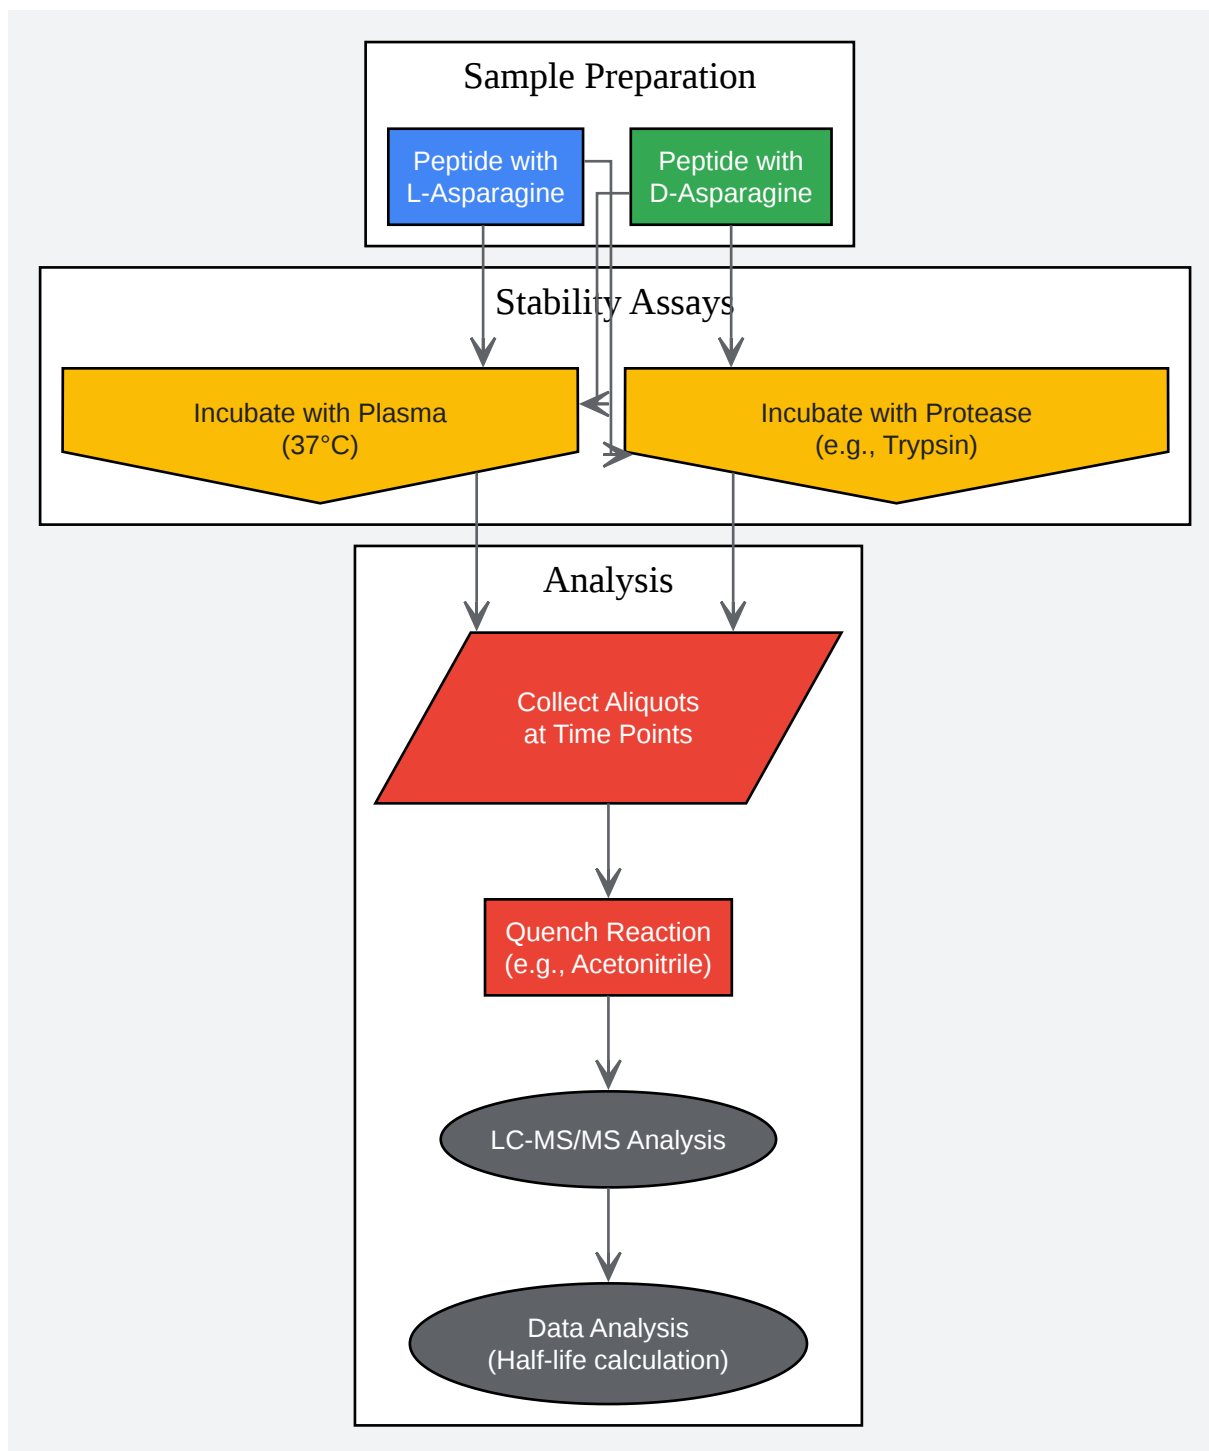 Sample Preparation
Peptide with
L-Asparagine
Peptide with
D-Asparagine
Stability Assays
Incubate with Plasma
(37°C)
Incubate with Protease
(e.g., Trypsin)
Analysis
Collect Aliquots
at Time Points
Quench Reaction
(e.g., Acetonitrile)
LC-MS/MS Analysis
Data Analysis
(Half-life calculation)